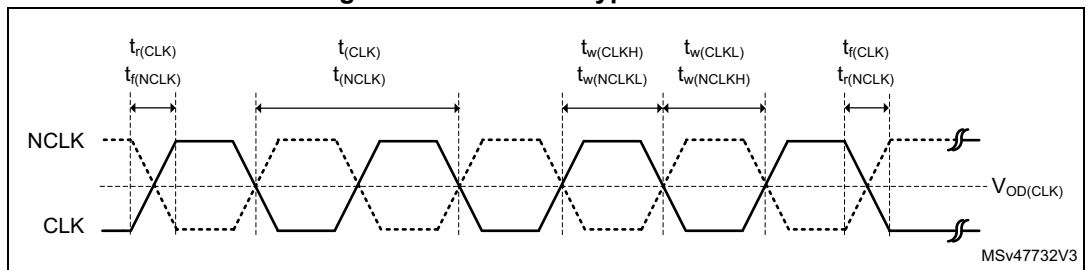 t_r(CLK) t_(CLK) t_w(CLKH) t_w(CLKL) t_f(CLK)
t_f(NCLK) t_(NCLK) t_w(NCLKL) t_w(NCLKH) t_r(NCLK)
NCLK
V_OD(CLK)
CLK
MSv47732V3